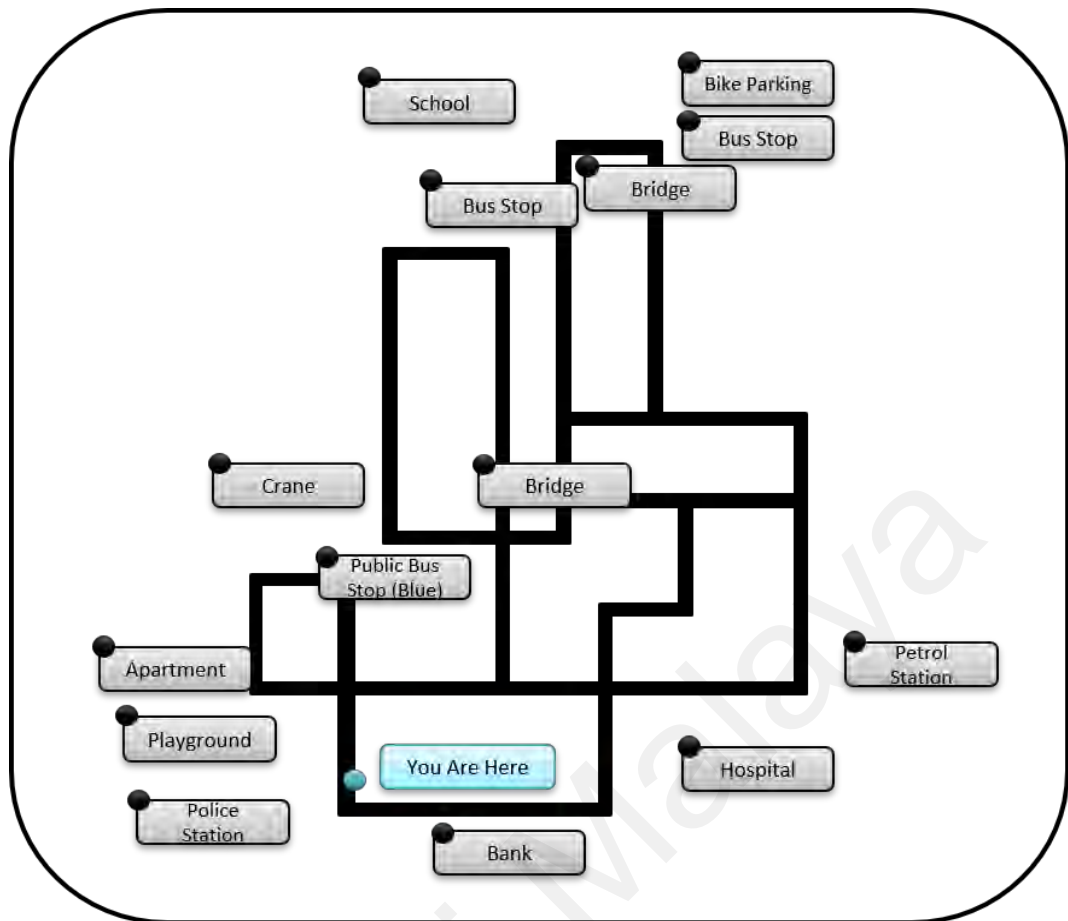 Bike Parking
School
Bus Stop
Bridge
Bus Stop
Crane
Bridge
Public Bus
Stop (Blue)
Apartment
Petrol
Station
Playground
You Are Here
Hospital
Police
Station
Bank
Malaya